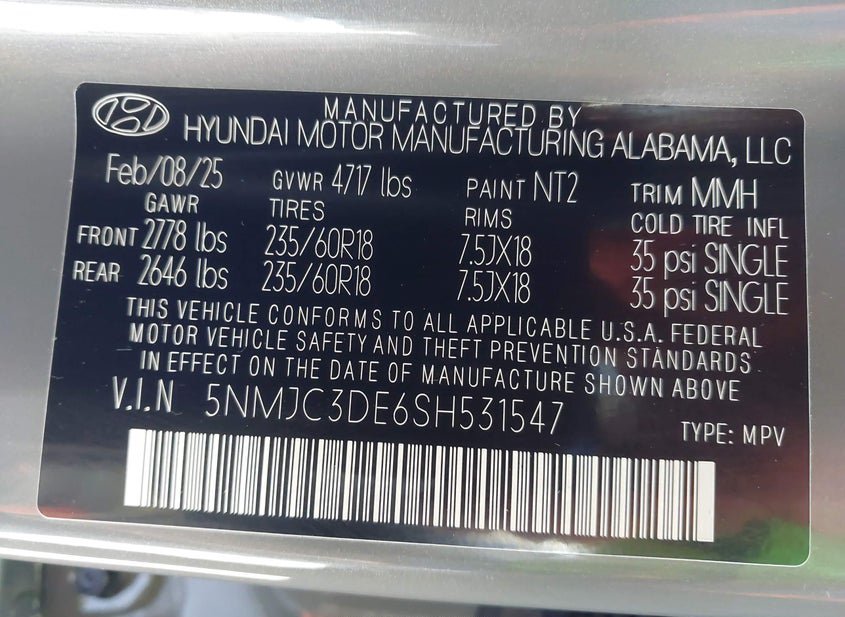 MANUFACTURED BY
HYUNDAI MOTOR MANUFACTURING ALABAMA, LLC
Feb/08/25 GVWR 4717 lbs PAINT NT2 TRIM MMH
GAWR TIRES RIMS COLD TIRE INFL
FRONT 2778 lbs 235/60R18 7.5JX18 35 psi SINGLE
REAR 2646 lbs 235/60R18 7.5JX18 35 psi SINGLE
THIS VEHICLE CONFORMS TO ALL APPLICABLE U.S.A. FEDERAL
MOTOR VEHICLE SAFETY AND THEFT PREVENTION STANDARDS
IN EFFECT ON THE DATE OF MANUFACTURE SHOWN ABOVE
V.I.N 5NMJC3DE6SH531547 TYPE: MPV